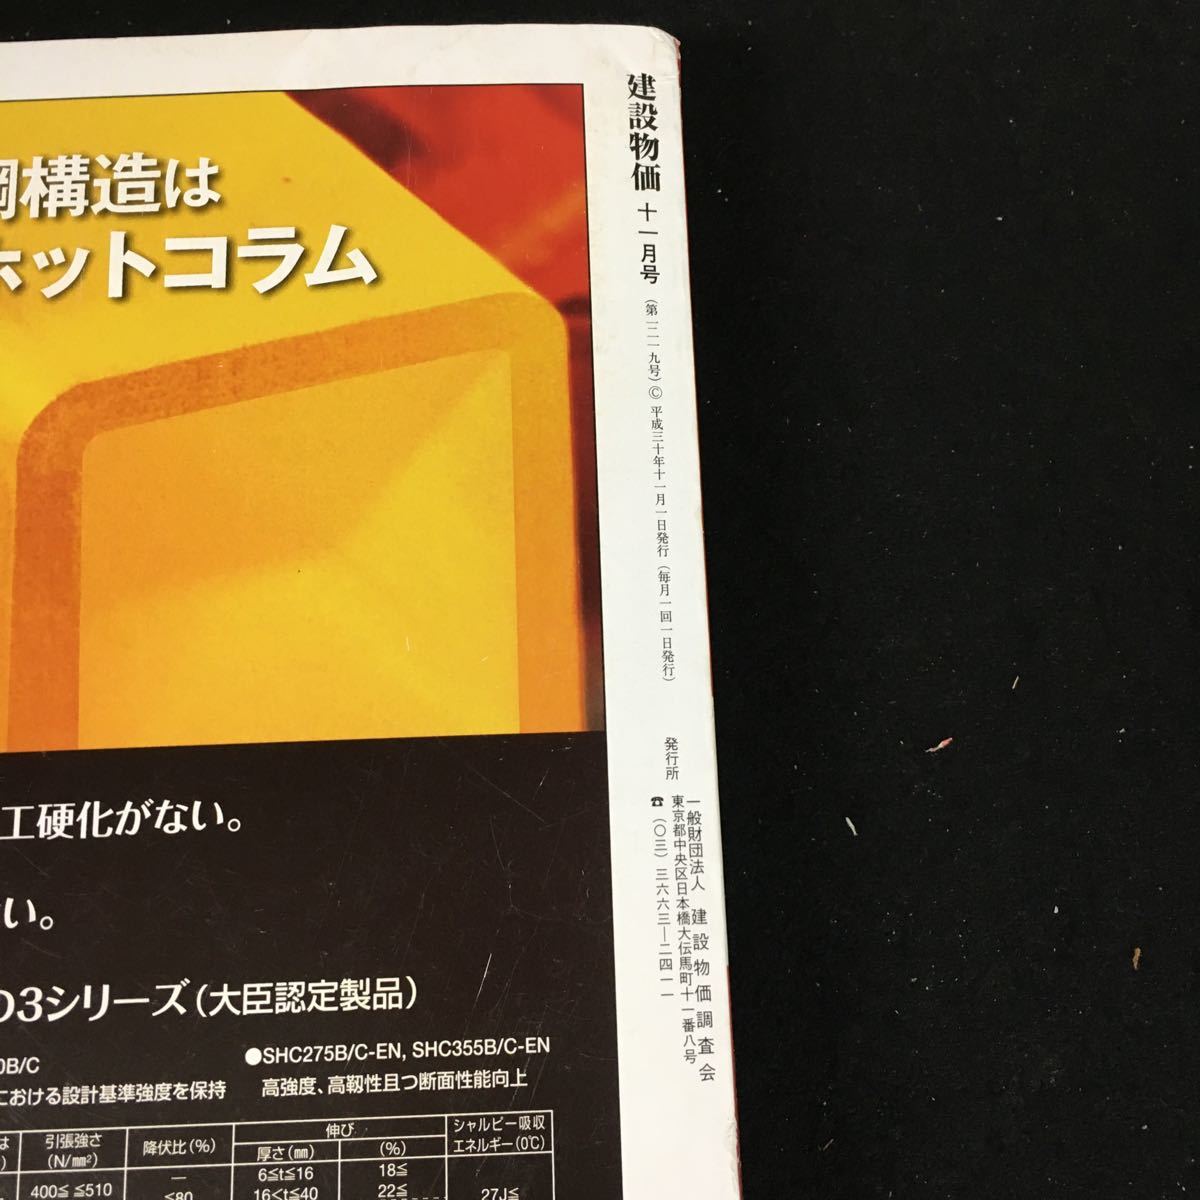 鋼構造は
ホットコラム
工硬化がない。
い。
の3シリーズ（大臣認定製品）
0B/C
における設計基準強度を保持
●SHC275B/C-EN, SHC355B/C-EN
高強度、高靱性且つ断面性能向上
引張強さ
(N/㎟)
降伏比(%)
伸び
厚さ(㎜)
(%)
シャルピー吸収
エネルギー(0℃)
400≦ ≦510
—
≦80
6≦t≦16
18≦
16<t≦40
22≦
27J≦
建設物価 十一月号 （第一二一九号）© 平成三十年十一月一日発行（毎月一回一日発行）
発行所 一般財団法人 建設物価調査会
東京都中央区日本橋大伝馬町十一番八号
☎（〇三）三六六三―二四一一